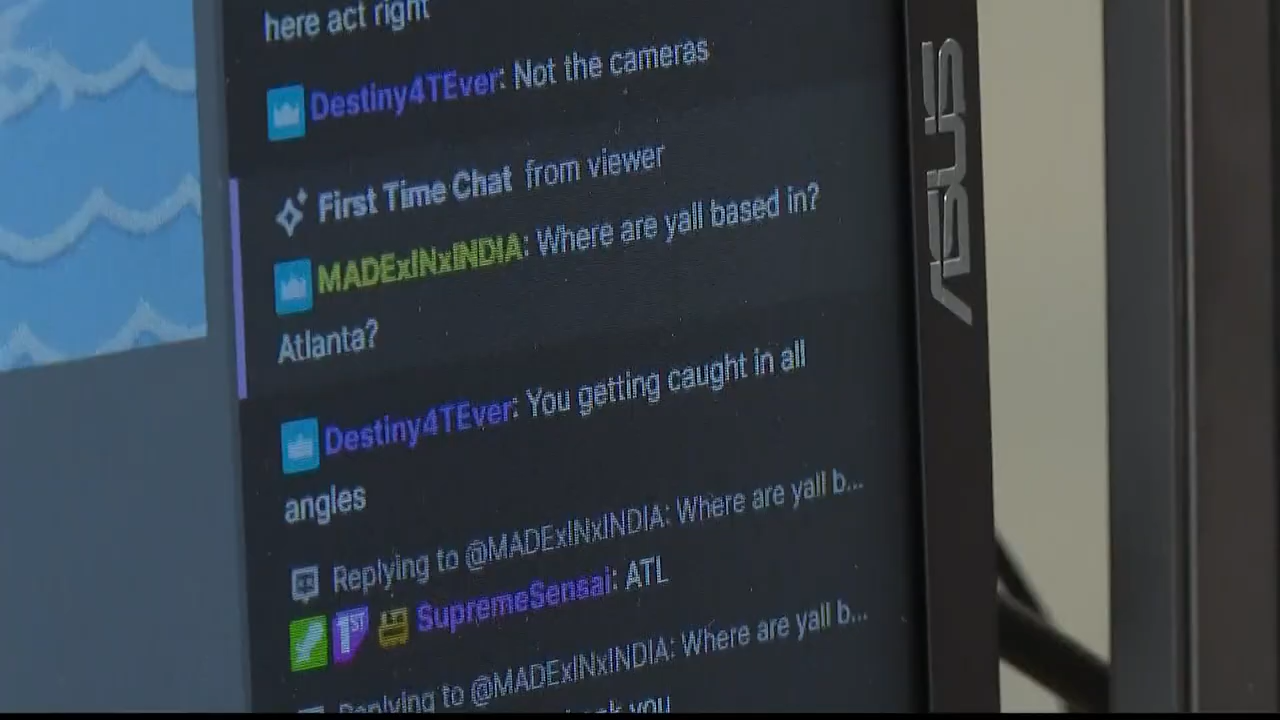 here act right
Destiny4TEver: Not the cameras
First Time Chat from viewer
MADExINxINDIA: Where are yall based in?
Atlanta?
Destiny4TEver: You getting caught in all
angles
Replying to @MADExINxINDIA: Where are yall b...
1ST SupremeSensai: ATL
Replying to @MADExINxINDIA: Where are yall b...
you
ASUS